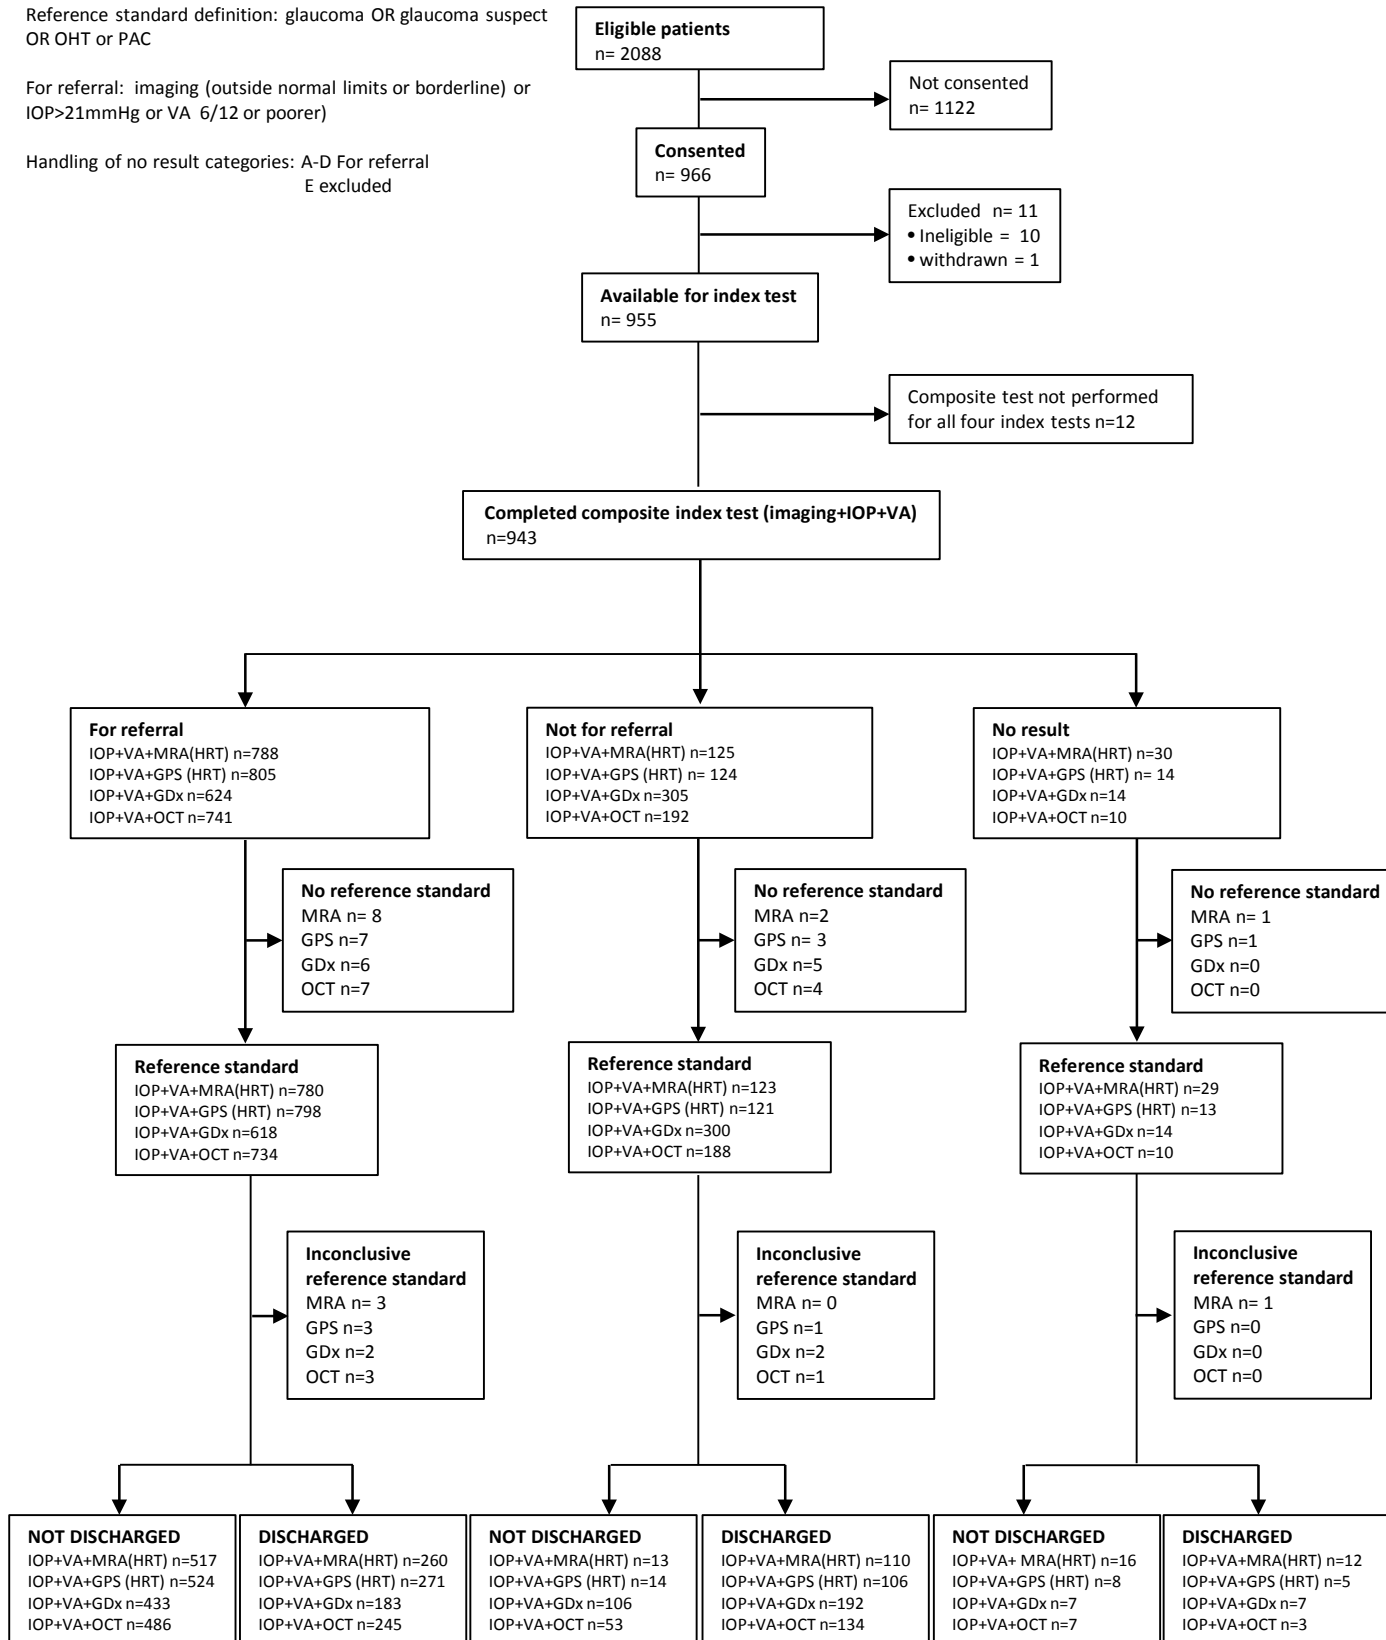 Reference standard definition: glaucoma OR glaucoma suspect
OR OHT or PAC
For referral: imaging (outside normal limits or borderline) or
IOP>21mmHg or VA 6/12 or poorer)
Handling of no result categories: A-D For referral
E excluded
Eligible patients
n= 2088
Not consented
n= 1122
Consented
n= 966
Excluded n= 11
• Ineligible = 10
• withdrawn = 1
Available for index test
n= 955
Composite test not performed
for all four index tests n=12
Completed composite index test (imaging+IOP+VA)
n=943
For referral
IOP+VA+MRA(HRT) n=788
IOP+VA+GPS (HRT) n=805
IOP+VA+GDx n=624
IOP+VA+OCT n=741
Not for referral
IOP+VA+MRA(HRT) n=125
IOP+VA+GPS (HRT) n= 124
IOP+VA+GDx n=305
IOP+VA+OCT n=192
No result
IOP+VA+MRA(HRT) n=30
IOP+VA+GPS (HRT) n= 14
IOP+VA+GDx n=14
IOP+VA+OCT n=10
No reference standard
MRA n= 8
GPS n=7
GDx n=6
OCT n=7
No reference standard
MRA n=2
GPS n= 3
GDx n=5
OCT n=4
No reference standard
MRA n= 1
GPS n=1
GDx n=0
OCT n=0
Reference standard
IOP+VA+MRA(HRT) n=780
IOP+VA+GPS (HRT) n=798
IOP+VA+GDx n=618
IOP+VA+OCT n=734
Reference standard
IOP+VA+MRA(HRT) n=123
IOP+VA+GPS (HRT) n=121
IOP+VA+GDx n=300
IOP+VA+OCT n=188
Reference standard
IOP+VA+MRA(HRT) n=29
IOP+VA+GPS (HRT) n=13
IOP+VA+GDx n=14
IOP+VA+OCT n=10
Inconclusive
reference standard
MRA n= 3
GPS n=3
GDx n=2
OCT n=3
Inconclusive
reference standard
MRA n= 0
GPS n=1
GDx n=2
OCT n=1
Inconclusive
reference standard
MRA n= 1
GPS n=0
GDx n=0
OCT n=0
NOT DISCHARGED
IOP+VA+MRA(HRT) n=517
IOP+VA+GPS (HRT) n=524
IOP+VA+GDx n=433
IOP+VA+OCT n=486
DISCHARGED
IOP+VA+MRA(HRT) n=260
IOP+VA+GPS (HRT) n=271
IOP+VA+GDx n=183
IOP+VA+OCT n=245
NOT DISCHARGED
IOP+VA+MRA(HRT) n=13
IOP+VA+GPS (HRT) n=14
IOP+VA+GDx n=106
IOP+VA+OCT n=53
DISCHARGED
IOP+VA+MRA(HRT) n=110
IOP+VA+GPS (HRT) n=106
IOP+VA+GDx n=192
IOP+VA+OCT n=134
NOT DISCHARGED
IOP+VA+ MRA(HRT) n=16
IOP+VA+GPS (HRT) n=8
IOP+VA+GDx n=7
IOP+VA+OCT n=7
DISCHARGED
IOP+VA+MRA(HRT) n=12
IOP+VA+GPS (HRT) n=5
IOP+VA+GDx n=7
IOP+VA+OCT n=3